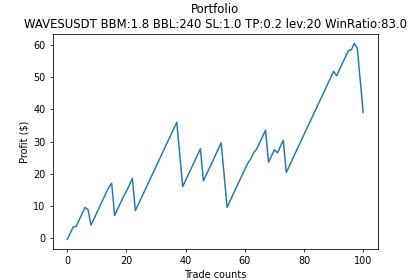 Portfolio
WAVESUSDT BBM:1.8 BBL:240 SL:1.0 TP:0.2 lev:20 WinRatio:83.0
Profit ($)
60
50
40
30
20
10
0
0 20 40 60 80 100
Trade counts